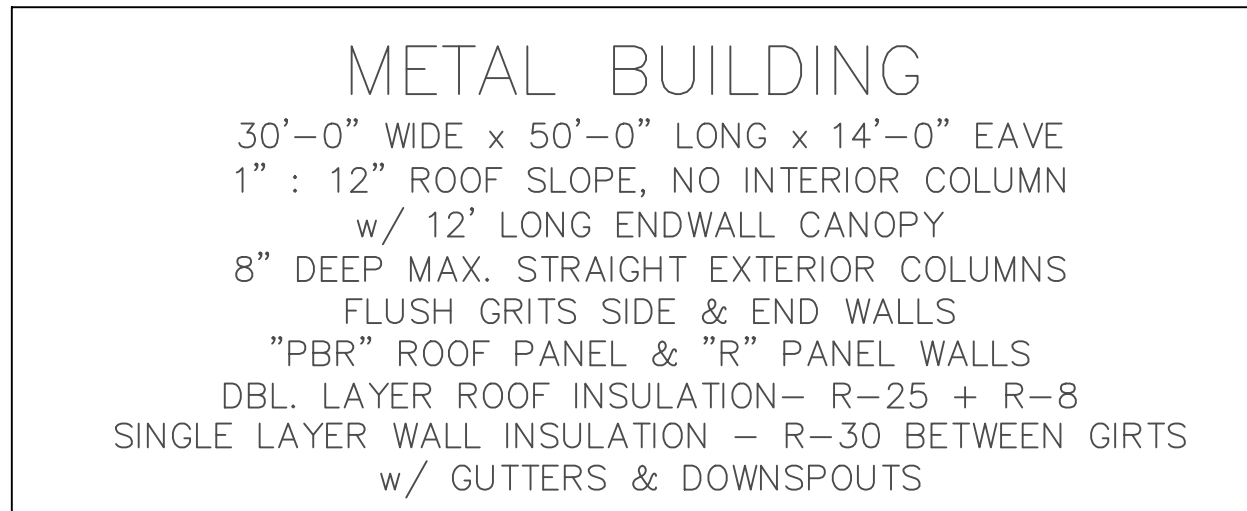 METAL BUILDING
30'-0" WIDE x 50'-0" LONG x 14'-0" EAVE
1" : 12" ROOF SLOPE, NO INTERIOR COLUMN
w/ 12' LONG ENDWALL CANOPY
8" DEEP MAX. STRAIGHT EXTERIOR COLUMNS
FLUSH GRITS SIDE & END WALLS
"PBR" ROOF PANEL & "R" PANEL WALLS
DBL. LAYER ROOF INSULATION- R-25 + R-8
SINGLE LAYER WALL INSULATION - R-30 BETWEEN GIRTS
w/ GUTTERS & DOWNSPOUTS